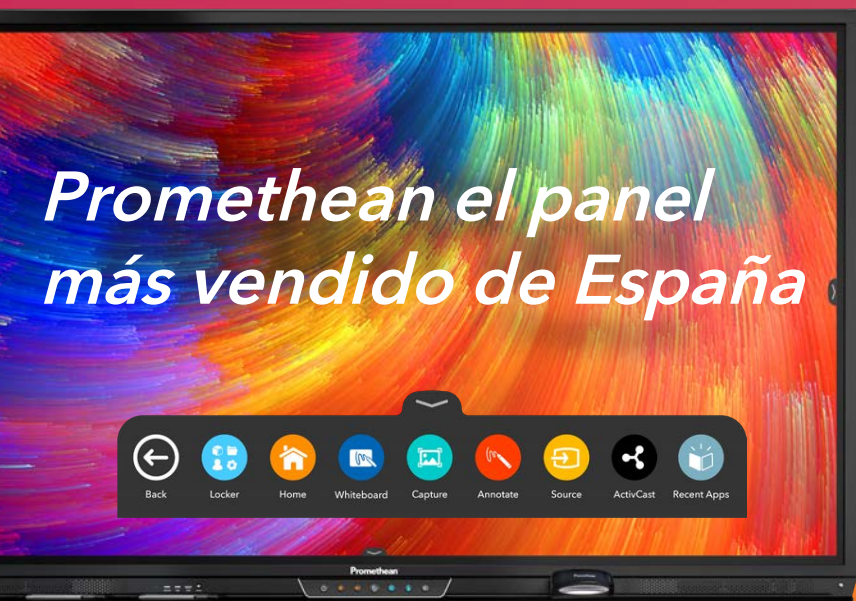 Promethean el panel
más vendido de España
Back Locker Home Whiteboard Capture Annotate Source ActivCast Recent Apps
Promethean